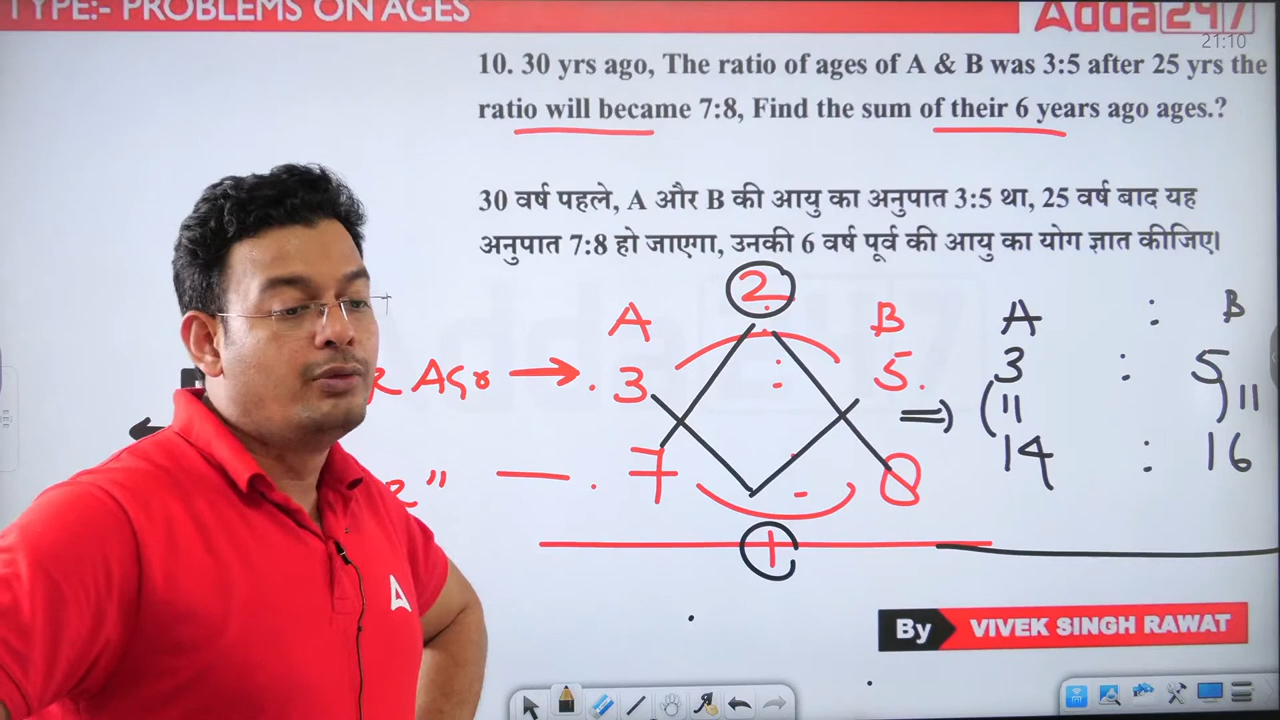 TYPE:- PROBLEMS ON AGES
Adda247
21:10
10. 30 yrs ago, The ratio of ages of A & B was 3:5 after 25 yrs the
ratio will became 7:8, Find the sum of their 6 years ago ages.?
30 वर्ष पहले, A और B की आयु का अनुपात 3:5 था, 25 वर्ष बाद यह
अनुपात 7:8 हो जाएगा, उनकी 6 वर्ष पूर्व की आयु का योग ज्ञात कीजिए।
2
A B A : B
Ago → 3 : 5 ⇒ 3 : 5
(11 )11
" — 7 : 8 14 : 16
1
By VIVEK SINGH RAWAT